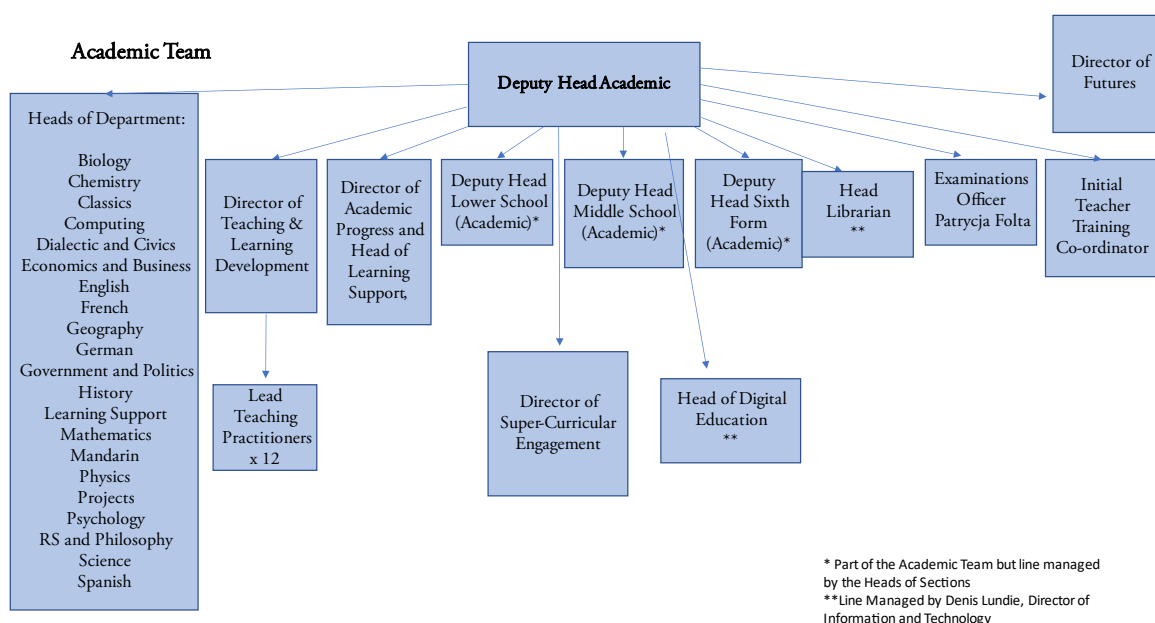 Academic Team
Deputy Head Academic
Director of
Futures
Heads of Department:
Biology
Chemistry
Classics
Computing
Dialectic and Civics
Economics and Business
English
French
Geography
German
Government and Politics
History
Learning Support
Mathematics
Mandarin
Physics
Projects
Psychology
RS and Philosophy
Science
Spanish
Director of
Teaching &
Learning
Development
Director of
Academic
Progress and
Head of
Learning
Support,
Deputy Head
Lower School
(Academic)*
Deputy Head
Middle School
(Academic)*
Deputy
Head Sixth
Form
(Academic)*
Head
Librarian
**
Examinations
Officer
Patrycja Folta
Initial
Teacher
Training
Co-ordinator
Lead
Teaching
Practitioners
x 12
Director of
Super-Curricular
Engagement
Head of Digital
Education
**
* Part of the Academic Team but line managed
by the Heads of Sections
**Line Managed by Denis Lundie, Director of
Information and Technology